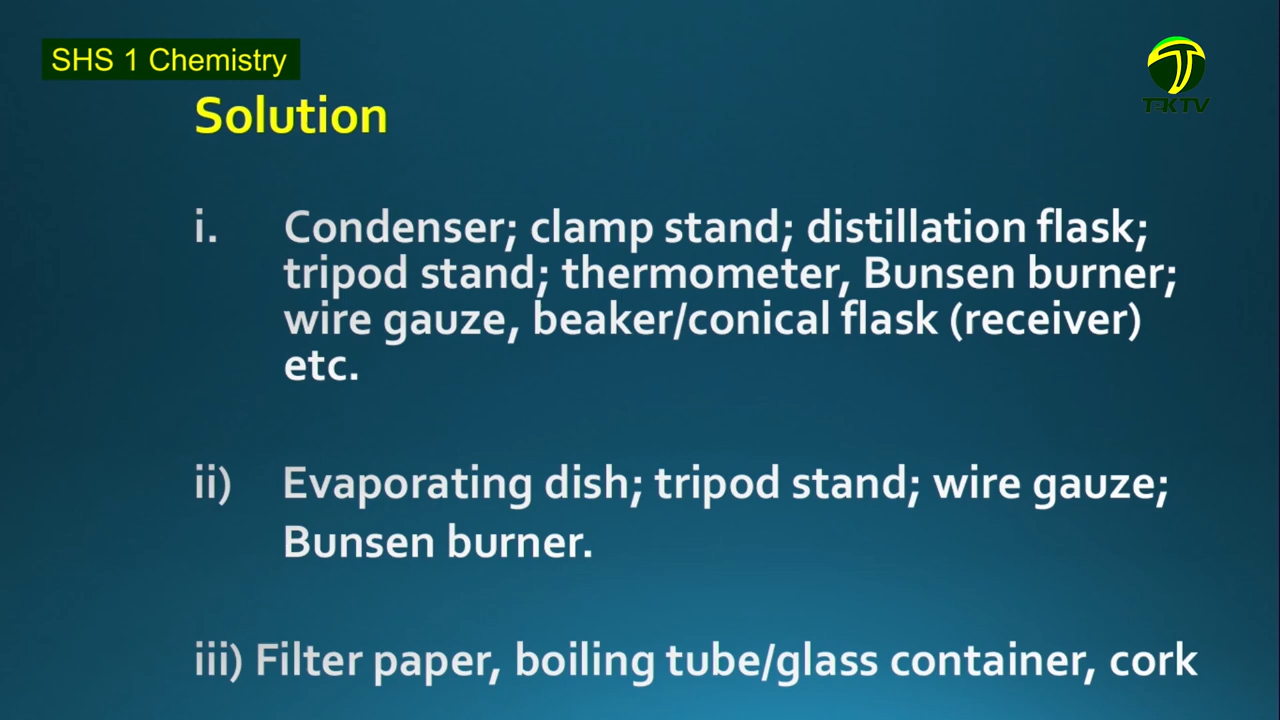 SHS 1 Chemistry
T-KTV
Solution
i. Condenser; clamp stand; distillation flask;
tripod stand; thermometer, Bunsen burner;
wire gauze, beaker/conical flask (receiver)
etc.
ii) Evaporating dish; tripod stand; wire gauze;
Bunsen burner.
iii) Filter paper, boiling tube/glass container, cork